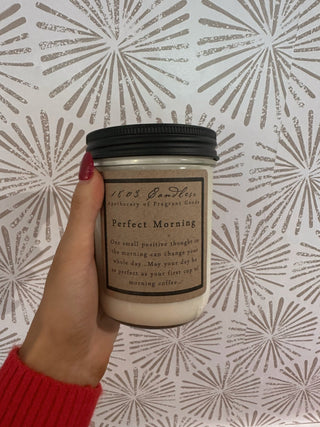 1803 Candles
Apothecary of Fragrant Goods
Perfect Morning
One small positive thought in
the morning can change your
whole day...May your day be
as perfect as your first cup of
morning coffee...